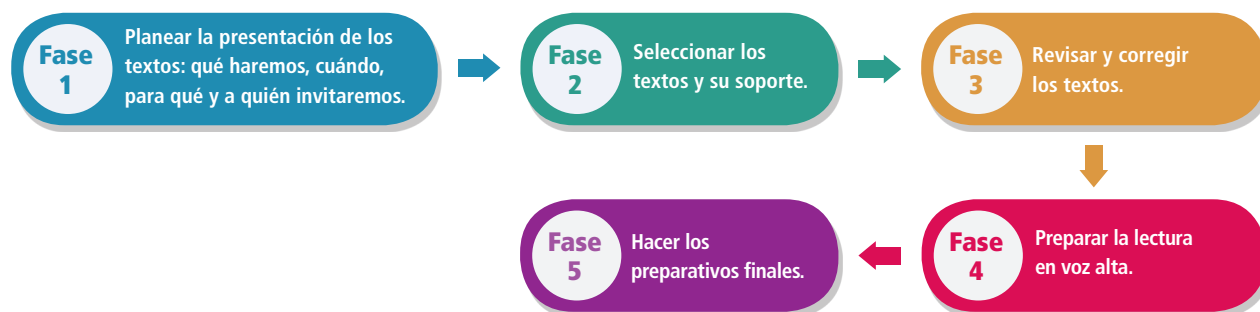 Fase
1
Planear la presentación de los
textos: qué haremos, cuándo,
para qué y a quién invitaremos.
Fase
2
Seleccionar los
textos y su soporte.
Fase
3
Revisar y corregir
los textos.
Fase
4
Preparar la lectura
en voz alta.
Fase
5
Hacer los
preparativos finales.